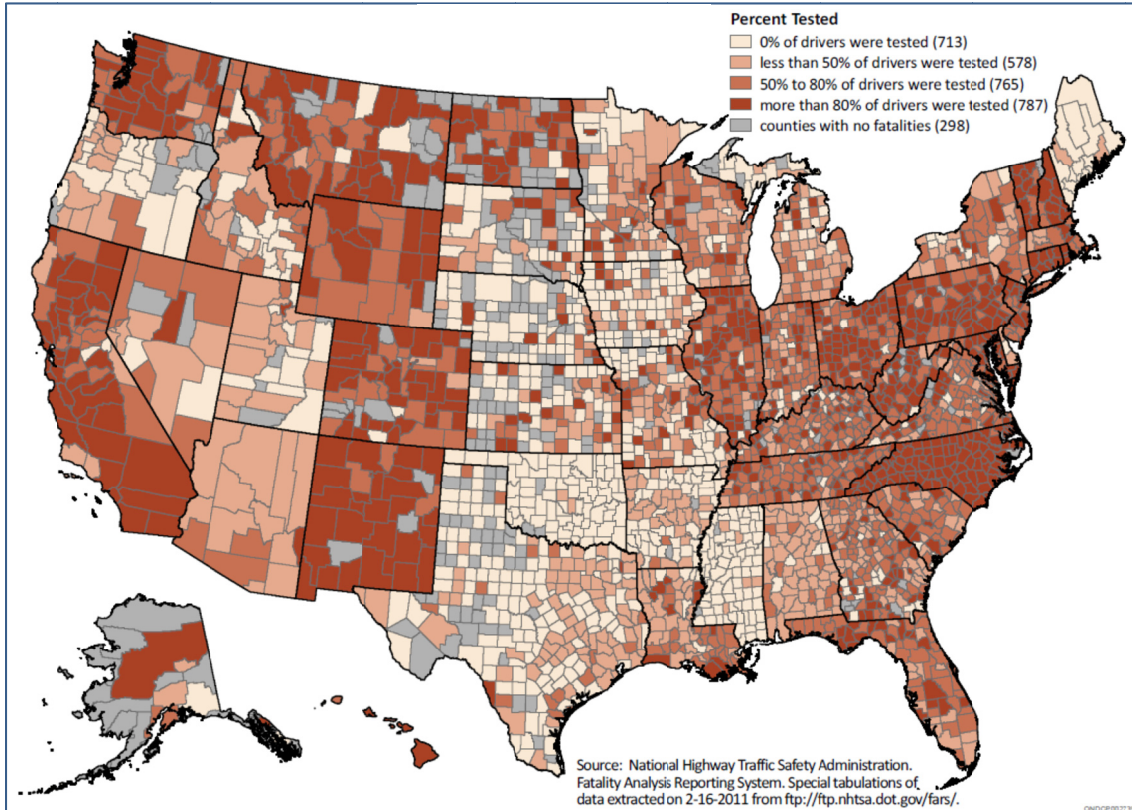 Percent Tested
0% of drivers were tested (713)
less than 50% of drivers were tested (578)
50% to 80% of drivers were tested (765)
more than 80% of drivers were tested (787)
counties with no fatalities (298)
Source: National Highway Traffic Safety Administration.
Fatality Analysis Reporting System. Special tabulations of
data extracted on 2-16-2011 from ftp://ftp.nhtsa.dot.gov/fars/.